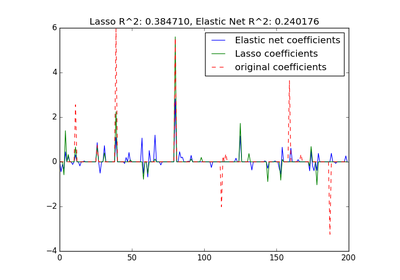 Lasso R^2: 0.384710, Elastic Net R^2: 0.240176
6
4
2
0
−2
−4
0
50
100
150
200
Elastic net coefficients
Lasso coefficients
original coefficients